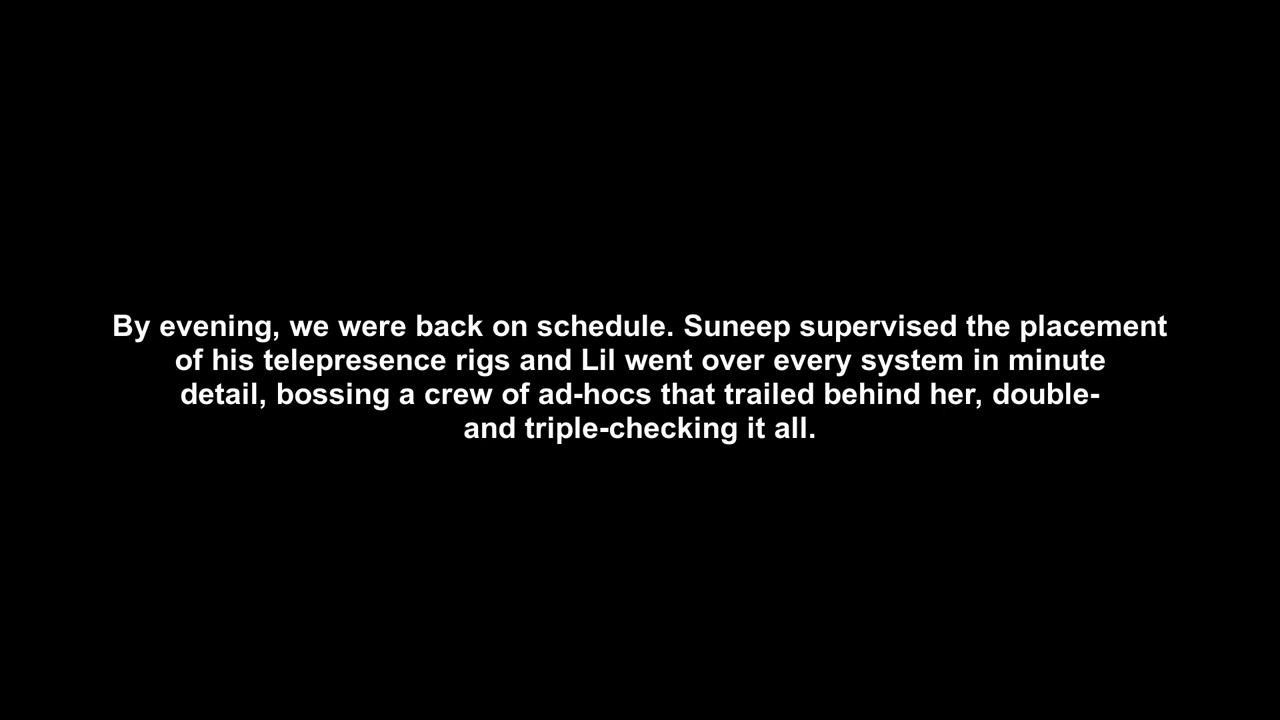 By evening, we were back on schedule. Suneep supervised the placement
of his telepresence rigs and Lil went over every system in minute
detail, bossing a crew of ad-hocs that trailed behind her, double-
and triple-checking it all.